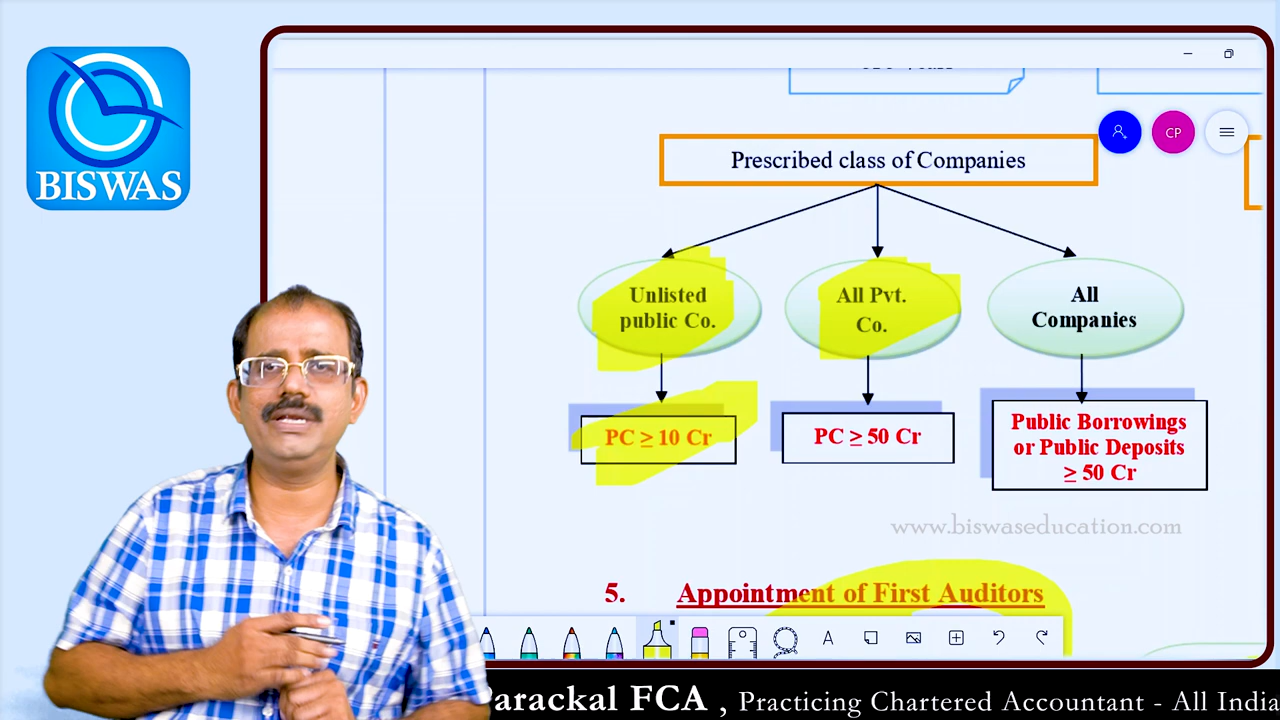 BISWAS
CP
Prescribed class of Companies
Unlisted
public Co.
All Pvt.
Co.
All
Companies
PC ≥ 10 Cr
PC ≥ 50 Cr
Public Borrowings
or Public Deposits
≥ 50 Cr
www.biswaseducation.com
5. Appointment of First Auditors
Parackal FCA , Practicing Chartered Accountant - All India